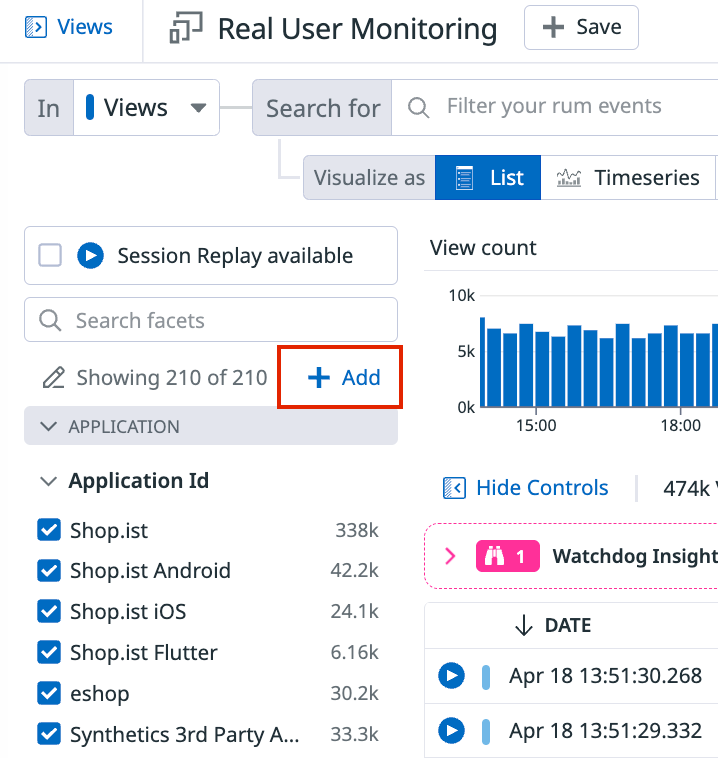 Views
Real User Monitoring
+ Save
In
Views
Search for
Filter your rum events
Visualize as
List
Timeseries
Session Replay available
View count
Search facets
Showing 210 of 210
+ Add
10k
5k
0k
15:00
18:00
APPLICATION
Application Id
Shop.ist 338k
Shop.ist Android 42.2k
Shop.ist iOS 24.1k
Shop.ist Flutter 6.16k
eshop 30.2k
Synthetics 3rd Party A... 33.3k
Hide Controls
474k
1
Watchdog Insight
DATE
Apr 18 13:51:30.268
Apr 18 13:51:29.332